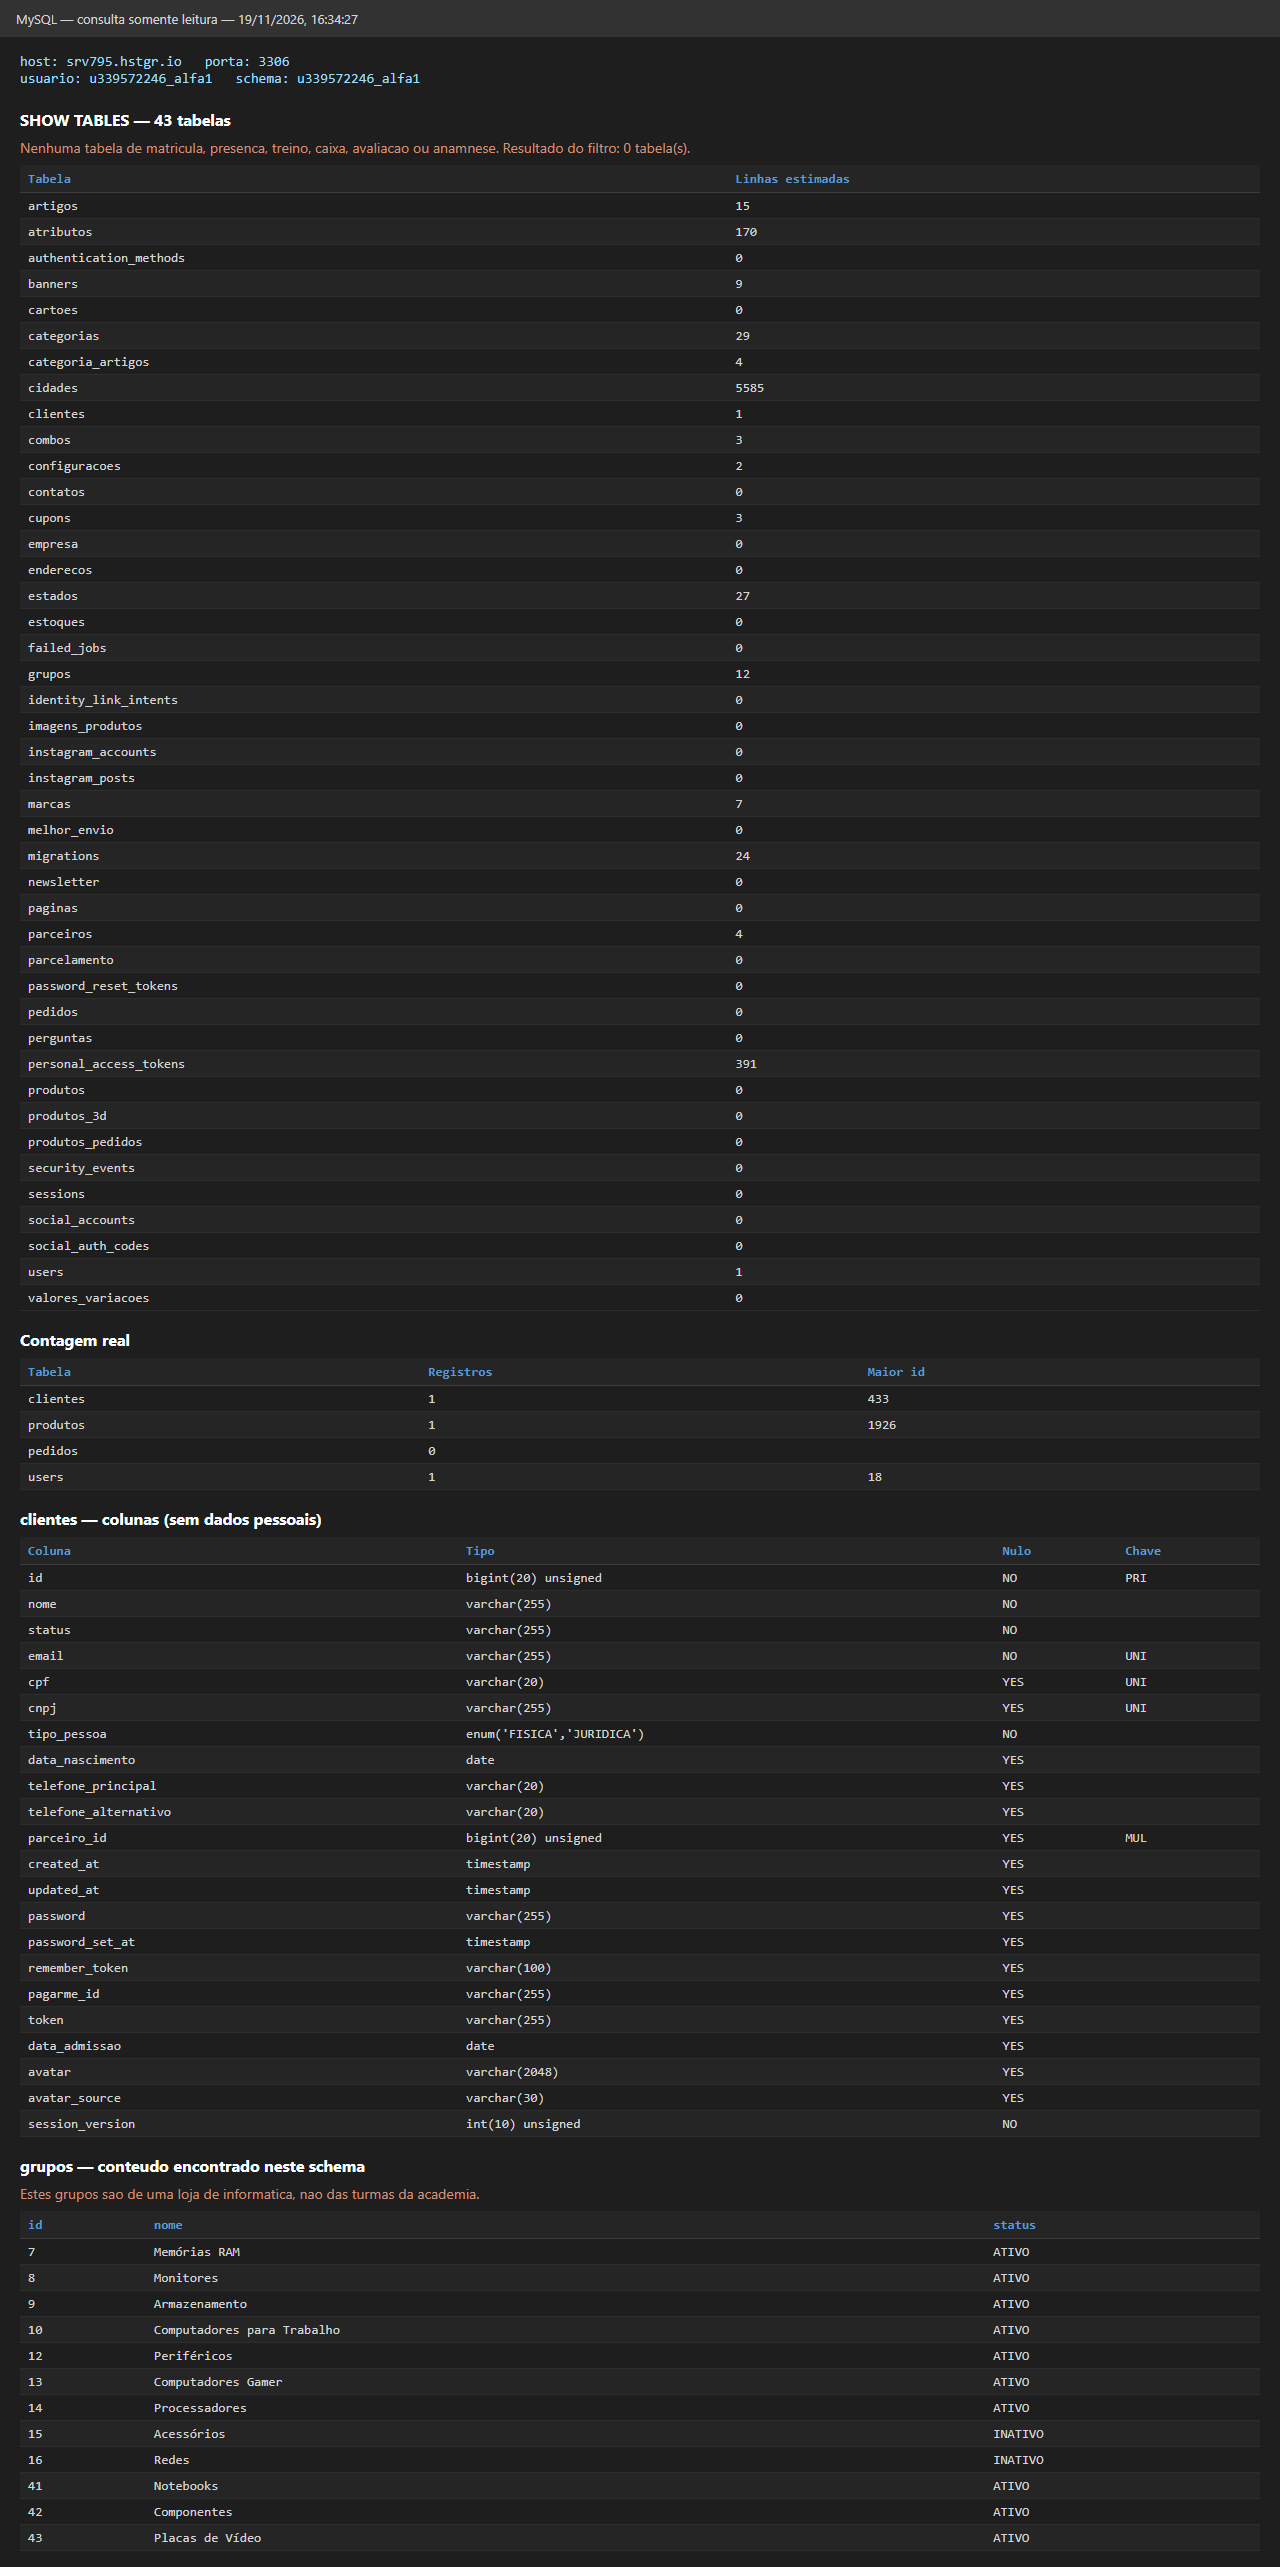 MySQL — consulta somente leitura — 19/11/2026, 16:34:27
host: srv795.hstgr.io porta: 3306
usuario: u339572246_alfa1 schema: u339572246_alfa1
SHOW TABLES — 43 tabelas
Nenhuma tabela de matricula, presenca, treino, caixa, avaliacao ou anamnese. Resultado do filtro: 0 tabela(s).
Tabela Linhas estimadas
artigos 15
atributos 170
authentication_methods 0
banners 9
cartoes 0
categorias 29
categoria_artigos 4
cidades 5585
clientes 1
combos 3
configuracoes 2
contatos 0
cupons 3
empresa 0
enderecos 0
estados 27
estoques 0
failed_jobs 0
grupos 12
identity_link_intents 0
imagens_produtos 0
instagram_accounts 0
instagram_posts 0
marcas 7
melhor_envio 0
migrations 24
newsletter 0
paginas 0
parceiros 4
parcelamento 0
password_reset_tokens 0
pedidos 0
perguntas 0
personal_access_tokens 391
produtos 0
produtos_3d 0
produtos_pedidos 0
security_events 0
sessions 0
social_accounts 0
social_auth_codes 0
users 1
valores_variacoes 0
Contagem real
Tabela Registros Maior id
clientes 1 433
produtos 1 1926
pedidos 0
users 1 18
clientes — colunas (sem dados pessoais)
Coluna Tipo Nulo Chave
id bigint(20) unsigned NO PRI
nome varchar(255) NO
status varchar(255) NO
email varchar(255) NO UNI
cpf varchar(20) YES UNI
cnpj varchar(255) YES UNI
tipo_pessoa enum('FISICA','JURIDICA') NO
data_nascimento date YES
telefone_principal varchar(20) YES
telefone_alternativo varchar(20) YES
parceiro_id bigint(20) unsigned YES MUL
created_at timestamp YES
updated_at timestamp YES
password varchar(255) YES
password_set_at timestamp YES
remember_token varchar(100) YES
pagarme_id varchar(255) YES
token varchar(255) YES
data_admissao date YES
avatar varchar(2048) YES
avatar_source varchar(30) YES
session_version int(10) unsigned NO
grupos — conteudo encontrado neste schema
Estes grupos sao de uma loja de informatica, nao das turmas da academia.
id nome status
7 Memórias RAM ATIVO
8 Monitores ATIVO
9 Armazenamento ATIVO
10 Computadores para Trabalho ATIVO
12 Periféricos ATIVO
13 Computadores Gamer ATIVO
14 Processadores ATIVO
15 Acessórios INATIVO
16 Redes INATIVO
41 Notebooks ATIVO
42 Componentes ATIVO
43 Placas de Vídeo ATIVO